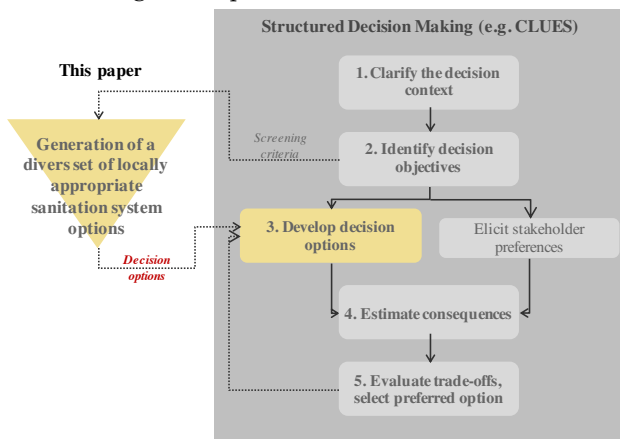 Structured Decision Making (e.g. CLUES)
This paper
1. Clarify the decision
context
Generation of a
divers set of locally
appropriate
sanitation system
options
Screening
criteria
2. Identify decision
objectives
3. Develop decision
options
Elicit stakeholder
preferences
Decision
options
4. Estimate consequences
5. Evaluate trade-offs,
select preferred option